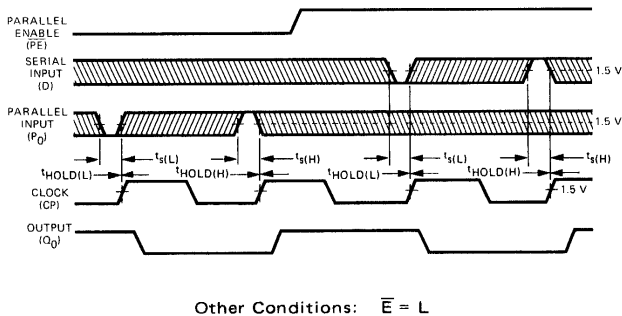 PARALLEL
ENABLE
(P̅E̅)
SERIAL
INPUT
(D)
1.5 V
PARALLEL
INPUT
(P0)
1.5 V
ts(L) ts(H) ts(L) ts(H)
tHOLD(L) tHOLD(H) tHOLD(L) tHOLD(H)
CLOCK
(CP)
1.5 V
OUTPUT
(Q0)
Other Conditions: E̅ = L